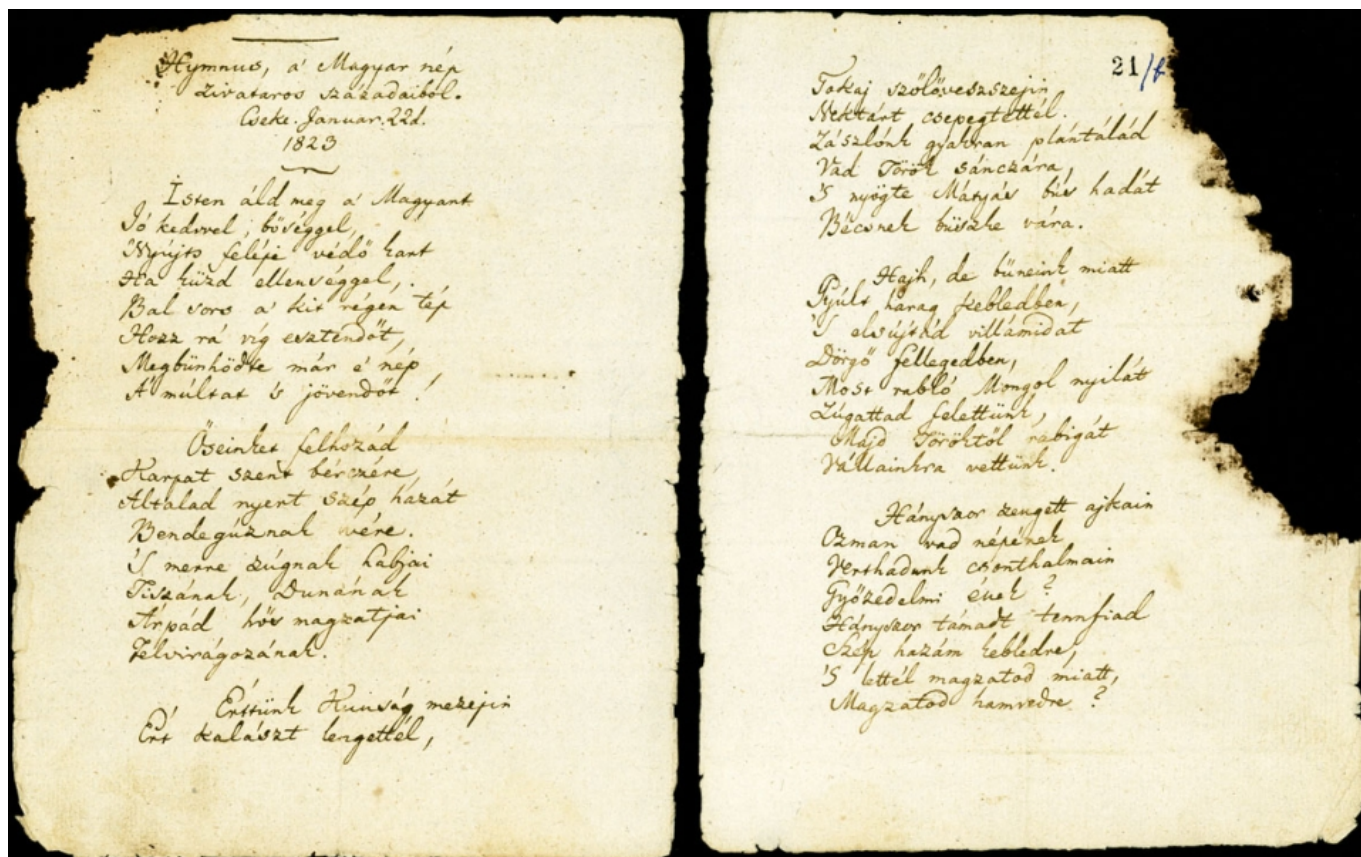 Hymnus, a' Magyar nép
zivataros századaiból.
Cseke. Januar. 22d.
1823
Isten áld meg a' Magyart
Jó kedvvel, bőséggel,
Nyújts feléje védő kart
Ha küzd ellenséggel,
Bal sors a' kit régen tép
Hozz rá víg esztendőt,
Megbűnhödte már e' nép
A' múltat 's jövendőt!
Őseinket felhozád
Kárpát szent bérczére,
Általad nyert szép hazát
Bendegúznak vére.
'S merre zúgnak habjai
Tiszának, Dunának
Árpád hős magzatjai
Felvirágozának.
Értünk Kunság mezejin
Ért kalászt lengettél,
21/b
Tokaj szőlővesszejin
Nektárt csepegtettél.
Zászlónk gyakran plántálád
Vad Török sánczára,
'S nyögte Mátyás bús hadát
Bécsnek büszke vára.
Hajh, de bűneink miatt
Gyúlt harag kebledben,
'S elsújtád villámidat
Dörgő fellegedben,
Most rabló Mongol nyilát
Zúgattad felettünk,
Majd Töröktől rabigát
Vállainkra vettünk.
Hányszor zengett ajkain
Ozman vad népének
Vert hadunk csonthalmain
Győzedelmi ének?
Hányszor támadt tenfiad
Szép hazám kebledre,
'S lettél magzatod miatt,
Magzatod hamvedre?